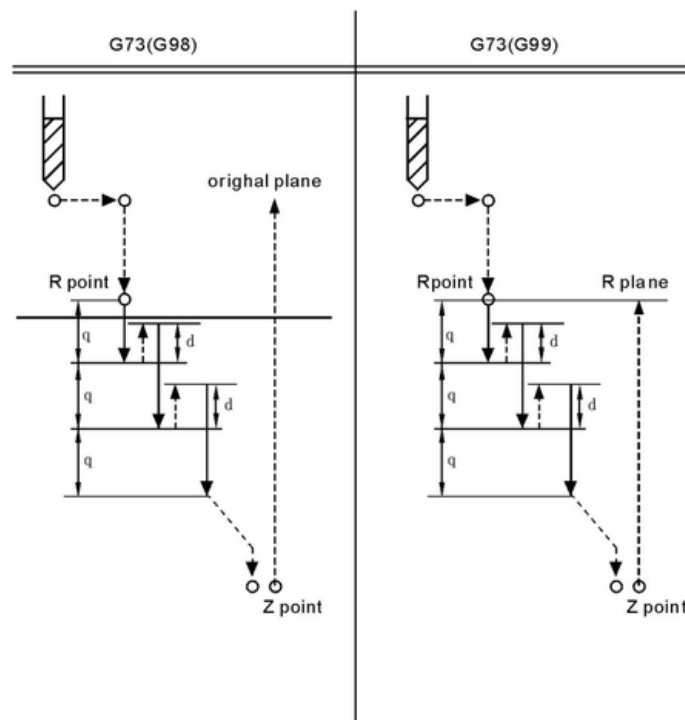 G73(G98)
orighal plane
R point
q
d
q
d
q
Z point
G73(G99)
Rpoint
R plane
q
d
q
d
q
Z point